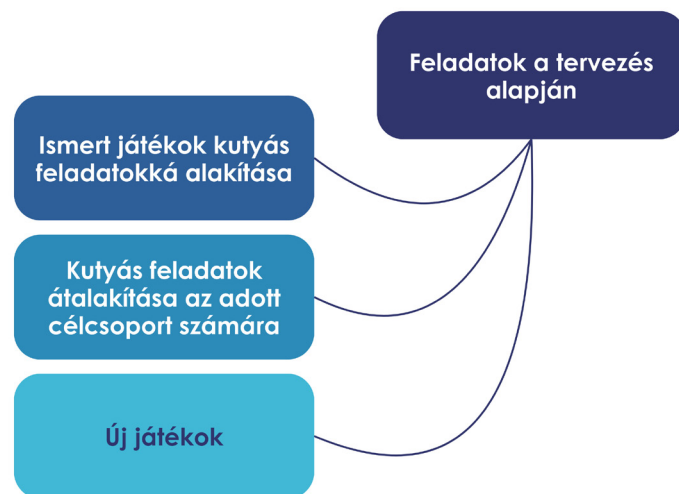 Feladatok a tervezés
alapján
Ismert játékok kutyás
feladatokká alakítása
Kutyás feladatok
átalakítása az adott
célcsoport számára
Új játékok